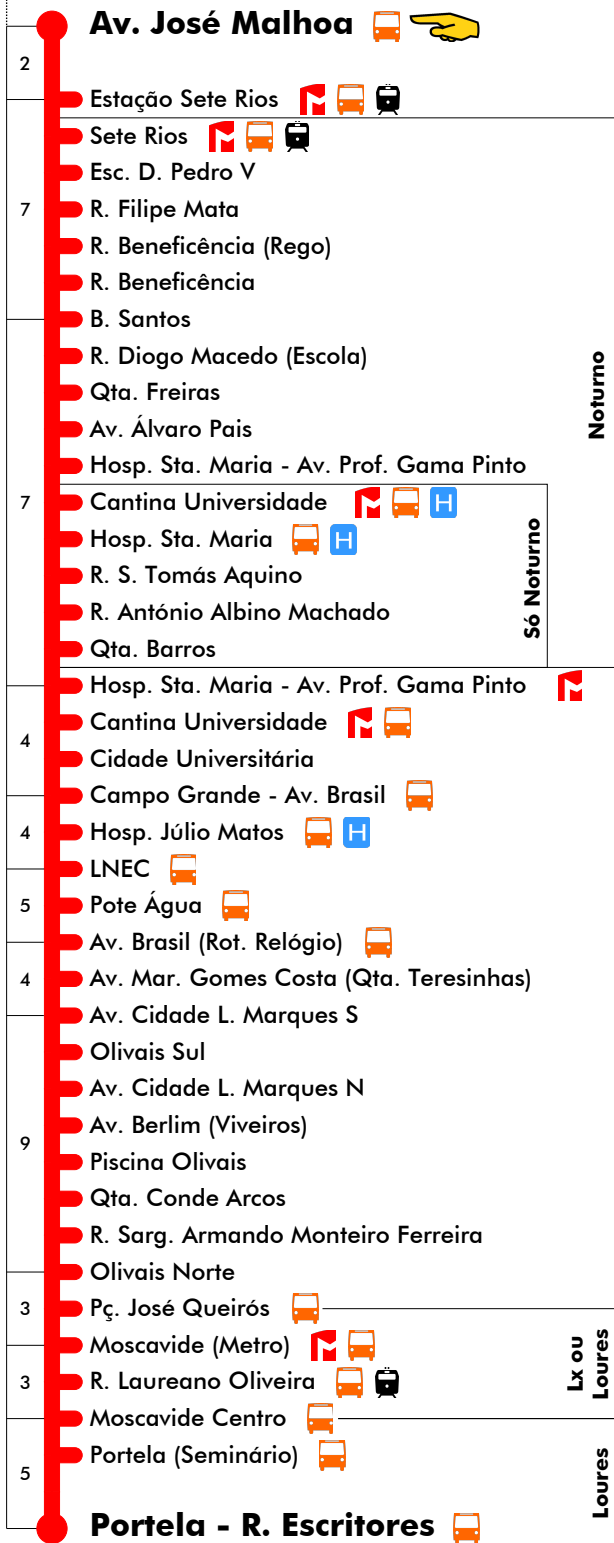 Av. José Malhoa
2
Estação Sete Rios
Sete Rios
Esc. D. Pedro V
7
R. Filipe Mata
R. Beneficência (Rego)
R. Beneficência
B. Santos
R. Diogo Macedo (Escola)
Noturno
Qta. Freiras
Av. Álvaro Pais
Hosp. Sta. Maria - Av. Prof. Gama Pinto
7
Cantina Universidade
H
Hosp. Sta. Maria
H
Só Noturno
R. S. Tomás Aquino
R. António Albino Machado
Qta. Barros
Hosp. Sta. Maria - Av. Prof. Gama Pinto
Cantina Universidade
4
Cidade Universitária
Campo Grande - Av. Brasil
4
Hosp. Júlio Matos
H
LNEC
5
Pote Água
Av. Brasil (Rot. Relógio)
4
Av. Mar. Gomes Costa (Qta. Teresinhas)
Av. Cidade L. Marques S
Olivais Sul
Av. Cidade L. Marques N
Av. Berlim (Viveiros)
9
Piscina Olivais
Qta. Conde Arcos
R. Sarg. Armando Monteiro Ferreira
Olivais Norte
3
Pç. José Queirós
Moscavide (Metro)
Lx ou
Loures
3
R. Laureano Oliveira
Moscavide Centro
Portela (Seminário)
5
Loures
Portela - R. Escritores